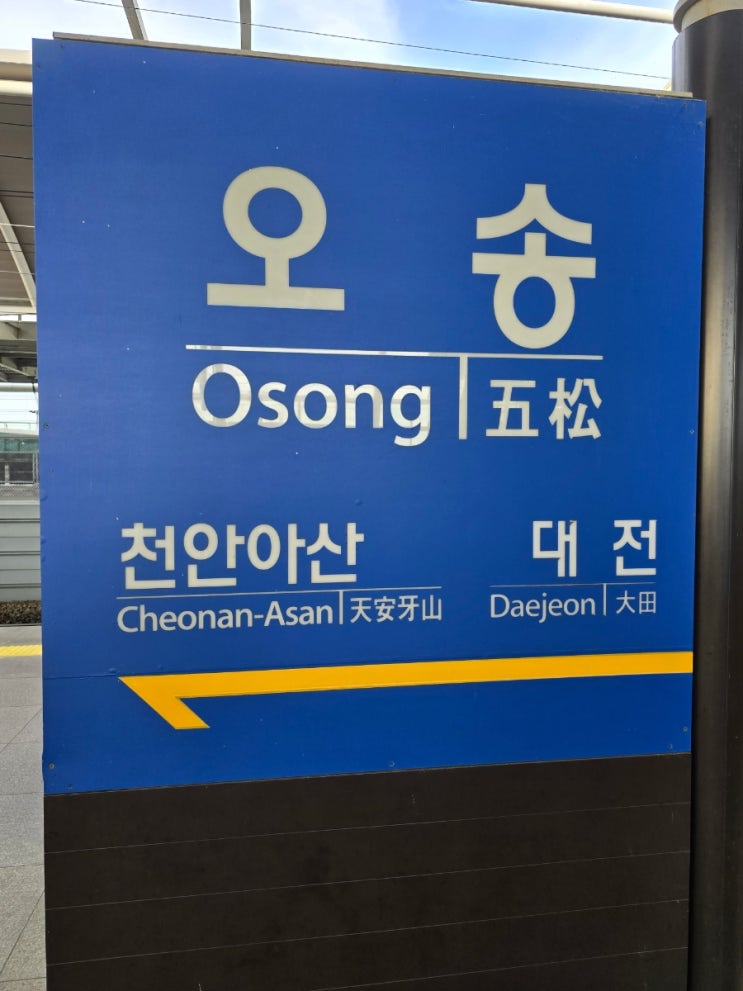 오 송
Osong | 五松
천안아산 대 전
Cheonan-Asan | 天安牙山 Daejeon | 大田